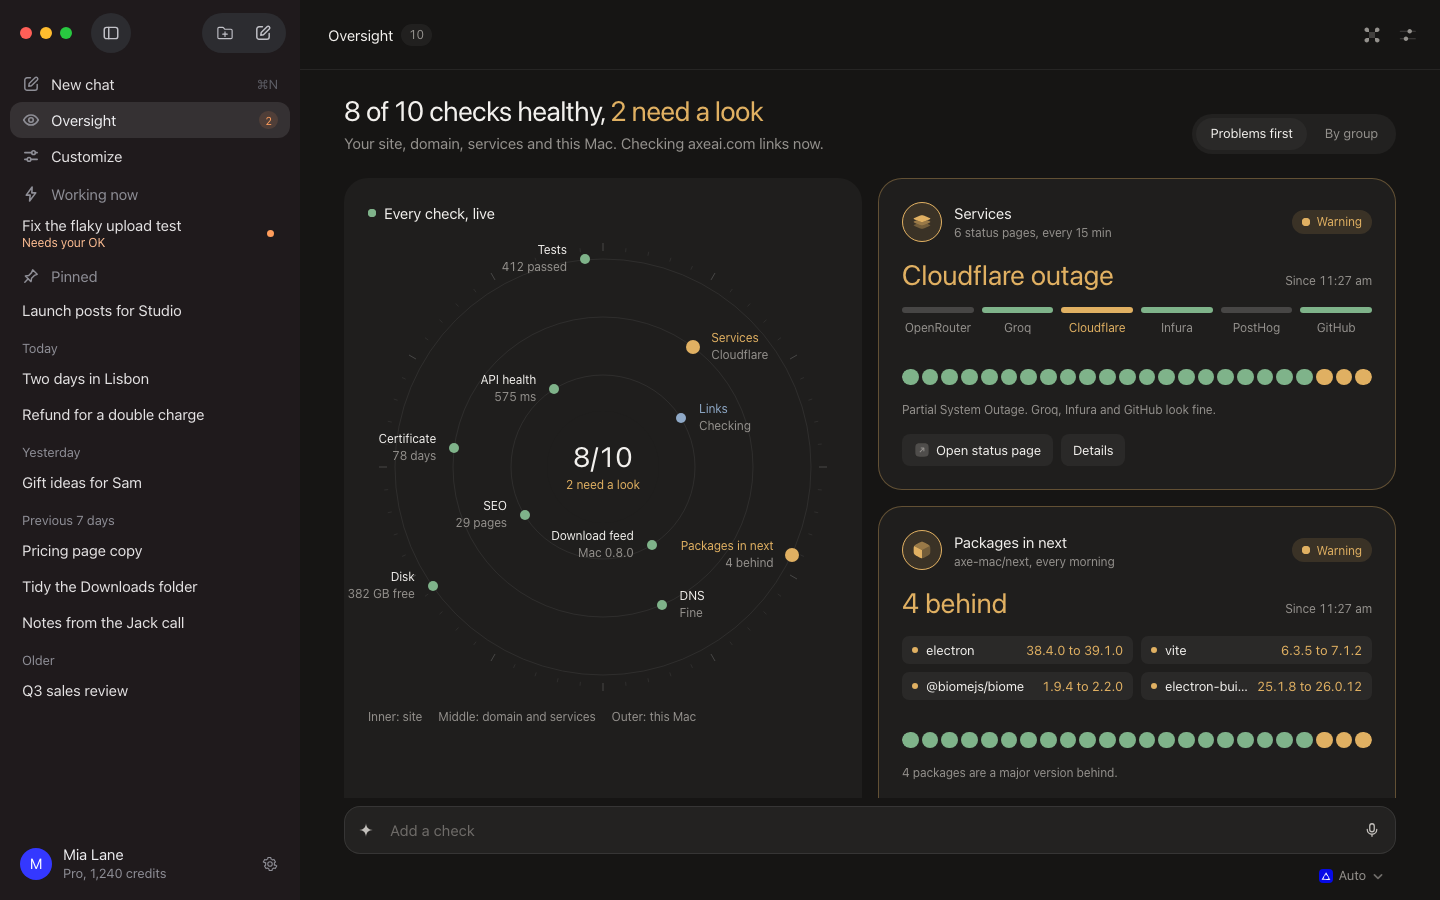 New chat
⌘N
Oversight
2
Customize
Working now
Fix the flaky upload test
Needs your OK
Pinned
Launch posts for Studio
Today
Two days in Lisbon
Refund for a double charge
Yesterday
Gift ideas for Sam
Previous 7 days
Pricing page copy
Tidy the Downloads folder
Notes from the Jack call
Older
Q3 sales review
M
Mia Lane
Pro, 1,240 credits
Oversight 10
8 of 10 checks healthy, 2 need a look
Your site, domain, services and this Mac. Checking axeai.com links now.
Problems first
By group
Every check, live
Tests
412 passed
Services
Cloudflare
API health
575 ms
Links
Checking
Certificate
78 days
8/10
2 need a look
SEO
29 pages
Download feed
Mac 0.8.0
Packages in next
4 behind
Disk
382 GB free
DNS
Fine
Inner: site
Middle: domain and services
Outer: this Mac
Services
6 status pages, every 15 min
Warning
Cloudflare outage
Since 11:27 am
OpenRouter
Groq
Cloudflare
Infura
PostHog
GitHub
Partial System Outage. Groq, Infura and GitHub look fine.
Open status page
Details
Packages in next
axe-mac/next, every morning
Warning
4 behind
Since 11:27 am
electron 38.4.0 to 39.1.0
vite 6.3.5 to 7.1.2
@biomejs/biome 1.9.4 to 2.2.0
electron-bui... 25.1.8 to 26.0.12
4 packages are a major version behind.
Add a check
Auto